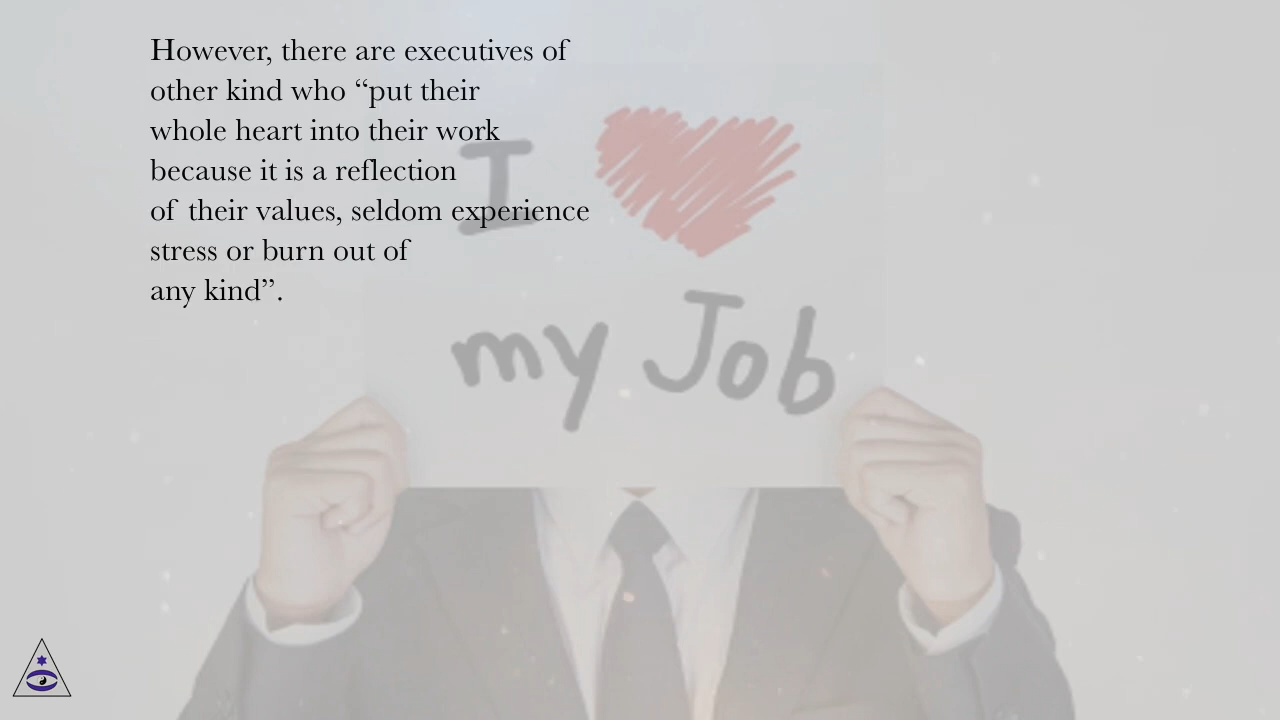 However, there are executives of
other kind who “put their
whole heart into their work
because it is a reflection
of their values, seldom experience
stress or burn out of
any kind”.
I
my Job